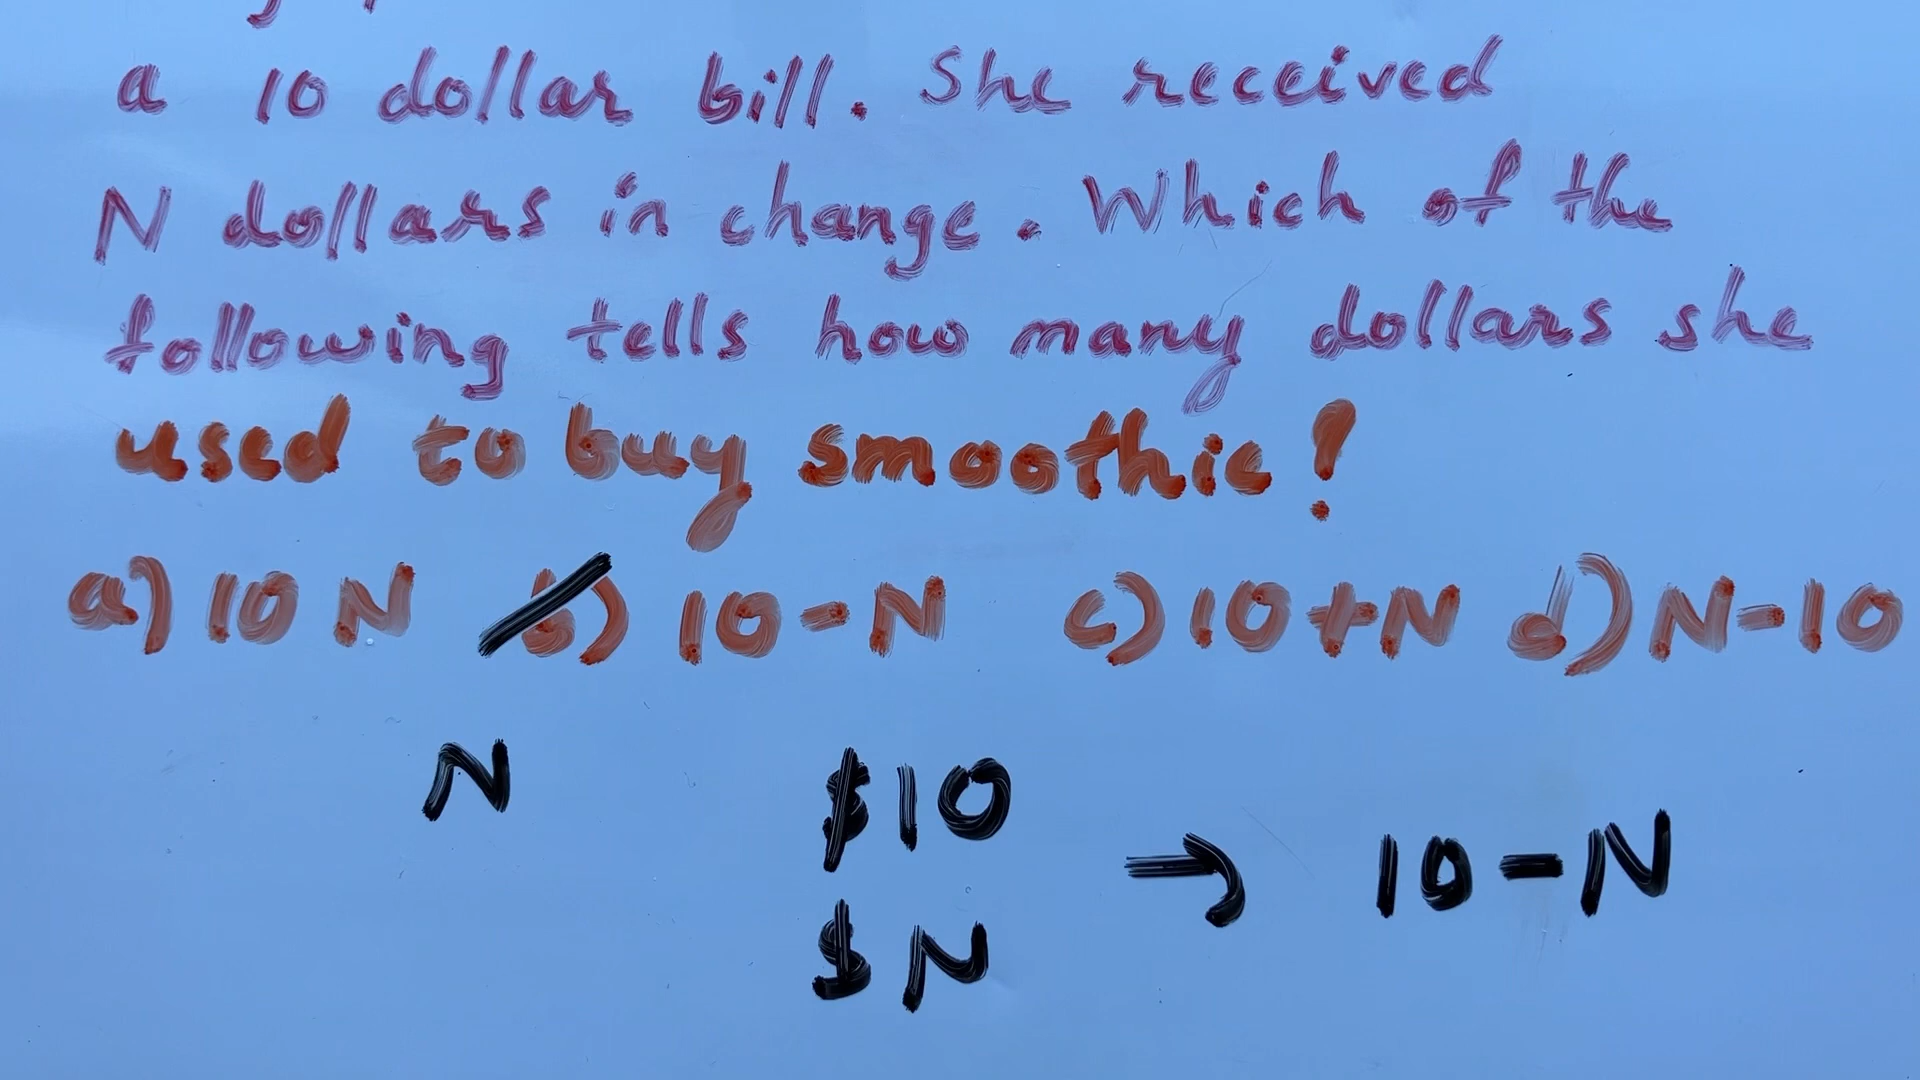 a 10 dollar bill. She received
N dollars in change. Which of the
following tells how many dollars she
used to buy smoothie?
a) 10 N b) 10-N c) 10+N d) N-10
N $10
→ 10-N
$N